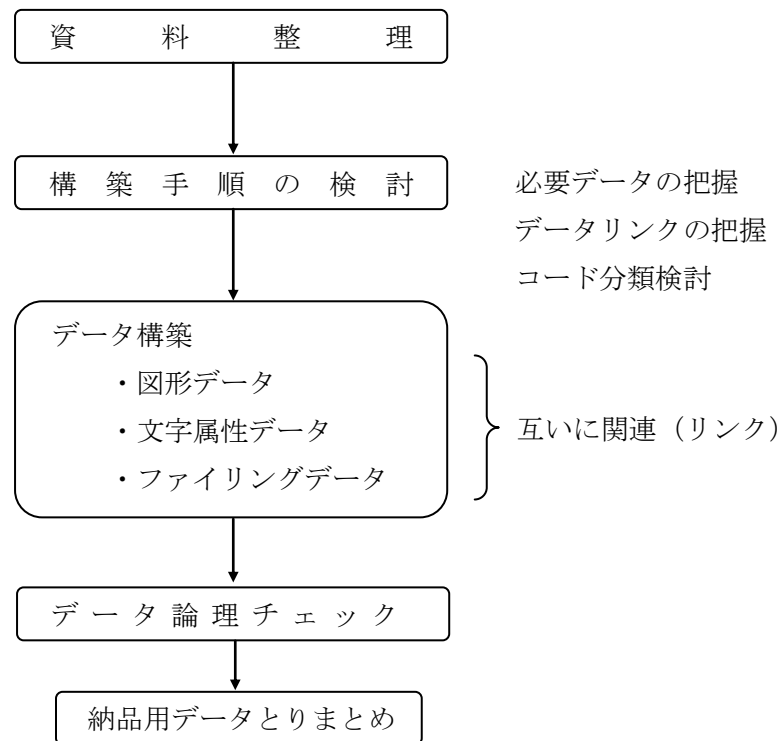 資料整理
構築手順の検討
必要データの把握
データリンクの把握
コード分類検討
データ構築
・図形データ
・文字属性データ
・ファイリングデータ
互いに関連（リンク）
データ論理チェック
納品用データとりまとめ